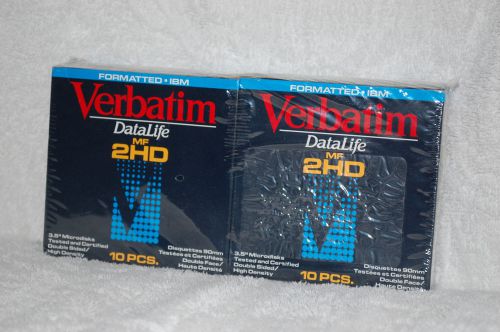 FORMATTED • IBM
Verbatim
DataLife
MF
2HD
3.5" Microdisks
Tested and Certified
Double Sided/
High Density
Disquettes 90mm
Testées et Certifiées
Double Face/
Haute Densité
10 PCS.
FORMATTED • IBM
Verbatim
DataLife
MF
2HD
3.5" Microdisks
Tested and Certified
Double Sided/
High Density
Disquettes 90mm
Testées et Certifiées
Double Face/
Haute Densité
10 PCS.